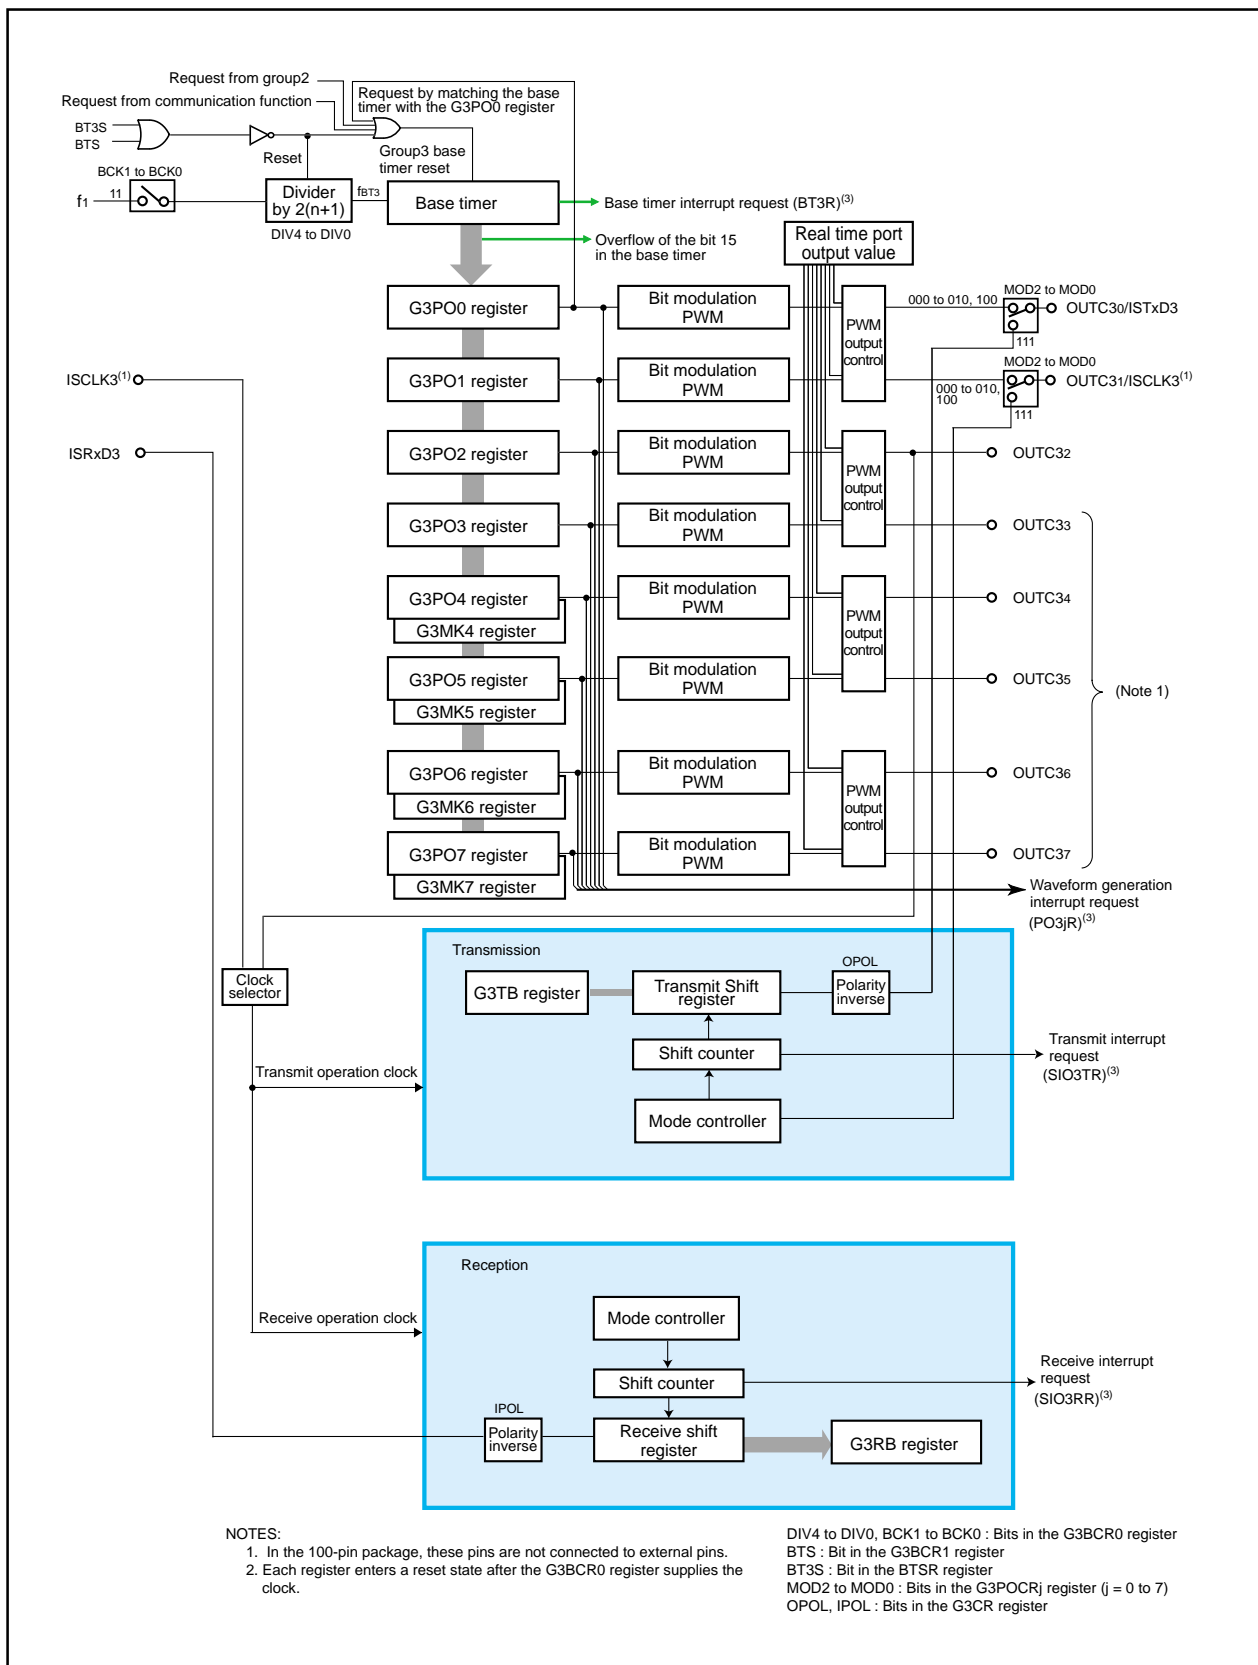 Request from group2
Request from communication function
Request by matching the base
timer with the G3PO0 register
BT3S
BTS
Reset
Group3 base
timer reset
BCK1 to BCK0
f1
11
Divider
by 2(n+1)
fBT3
Base timer
Base timer interrupt request (BT3R)(3)
DIV4 to DIV0
Overflow of the bit 15
in the base timer
Real time port
output value
G3PO0 register
Bit modulation
PWM
PWM
output
control
000 to 010, 100
MOD2 to MOD0
OUTC30/ISTxD3
111
ISCLK3(1)
G3PO1 register
Bit modulation
PWM
000 to 010,
100
MOD2 to MOD0
OUTC31/ISCLK3(1)
111
ISRxD3
G3PO2 register
Bit modulation
PWM
PWM
output
control
OUTC32
G3PO3 register
Bit modulation
PWM
OUTC33
G3PO4 register
G3MK4 register
Bit modulation
PWM
PWM
output
control
OUTC34
G3PO5 register
G3MK5 register
Bit modulation
PWM
OUTC35
(Note 1)
G3PO6 register
G3MK6 register
Bit modulation
PWM
PWM
output
control
OUTC36
G3PO7 register
G3MK7 register
Bit modulation
PWM
OUTC37
Waveform generation
interrupt request
(PO3jR)(3)
Clock
selector
Transmission
G3TB register
Transmit Shift
register
OPOL
Polarity
inverse
Shift counter
Transmit interrupt
request
(SIO3TR)(3)
Transmit operation clock
Mode controller
Reception
Receive operation clock
Mode controller
Shift counter
Receive interrupt
request
(SIO3RR)(3)
IPOL
Polarity
inverse
Receive shift
register
G3RB register
NOTES:
1. In the 100-pin package, these pins are not connected to external pins.
2. Each register enters a reset state after the G3BCR0 register supplies the
clock.
DIV4 to DIV0, BCK1 to BCK0 : Bits in the G3BCR0 register
BTS : Bit in the G3BCR1 register
BT3S : Bit in the BTSR register
MOD2 to MOD0 : Bits in the G3POCRj register (j = 0 to 7)
OPOL, IPOL : Bits in the G3CR register